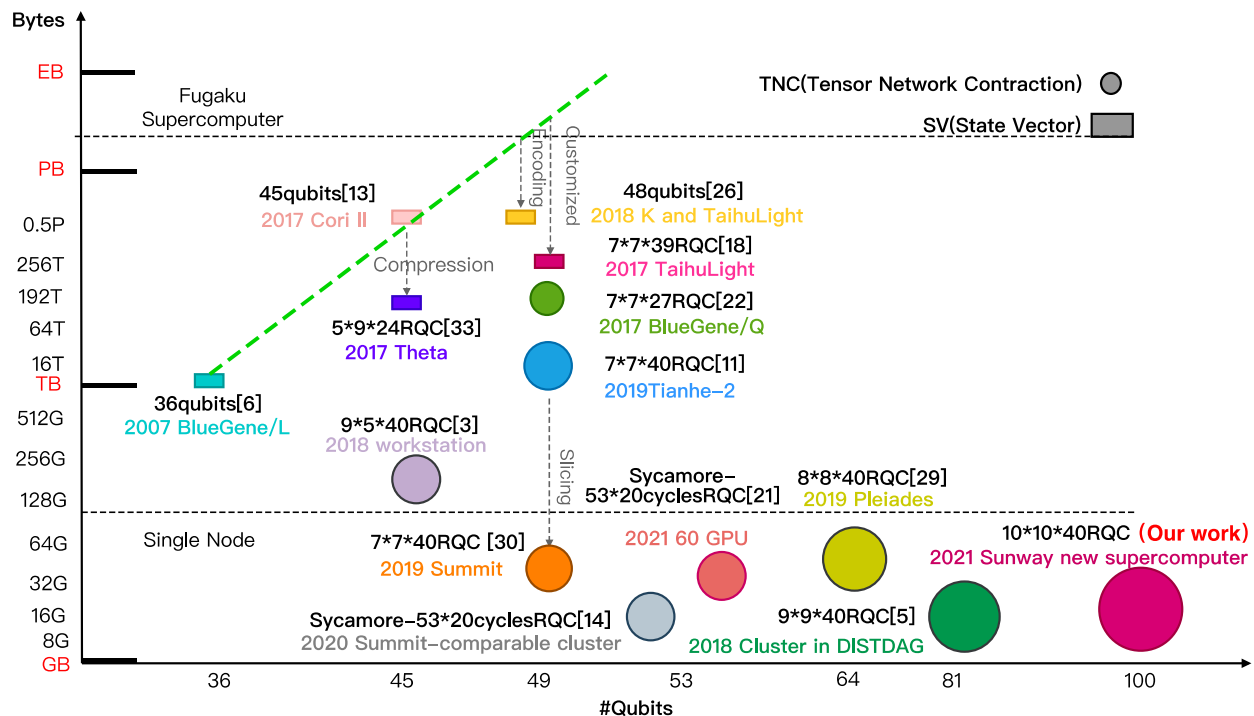 Bytes
EB
Fugaku
Supercomputer
TNC(Tensor Network Contraction)
SV(State Vector)
PB
Encoding
Customized
45qubits[13]
2017 Cori II
48qubits[26]
2018 K and TaihuLight
0.5P
256T
Compression
7*7*39RQC[18]
2017 TaihuLight
192T
7*7*27RQC[22]
2017 BlueGene/Q
64T
5*9*24RQC[33]
2017 Theta
16T
TB
7*7*40RQC[11]
2019Tianhe-2
36qubits[6]
2007 BlueGene/L
512G
9*5*40RQC[3]
2018 workstation
256G
Slicing
Sycamore-
53*20cyclesRQC[21]
8*8*40RQC[29]
2019 Pleiades
128G
Single Node
64G
7*7*40RQC [30]
2019 Summit
2021 60 GPU
10*10*40RQC (Our work)
2021 Sunway new supercomputer
32G
16G
Sycamore-53*20cyclesRQC[14]
2020 Summit-comparable cluster
9*9*40RQC[5]
2018 Cluster in DISTDAG
8G
GB
36
45
49
53
64
81
100
#Qubits